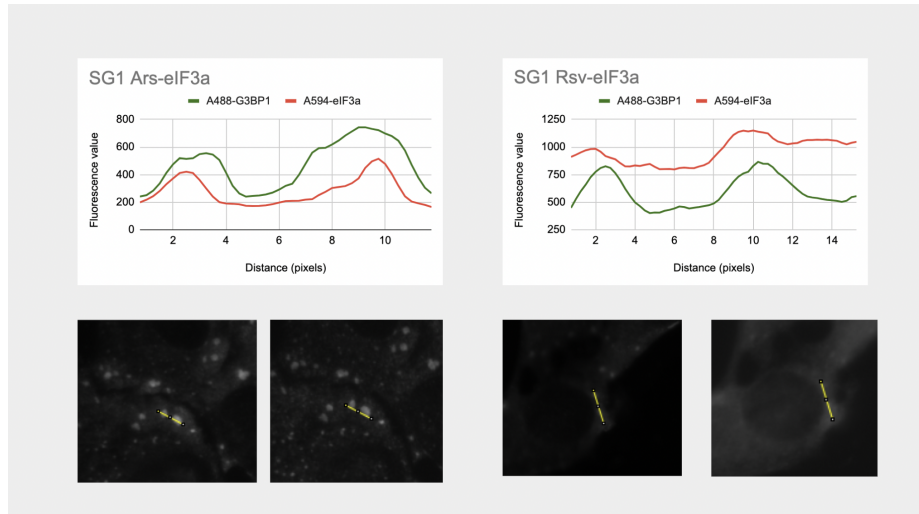 SG1 Ars-eIF3a
A488-G3BP1 A594-eIF3a
Fluorescence value
800
600
400
200
0
2 4 6 8 10
Distance (pixels)
SG1 Rsv-eIF3a
A488-G3BP1 A594-eIF3a
Fluorescence value
1250
1000
750
500
250
2 4 6 8 10 12 14
Distance (pixels)